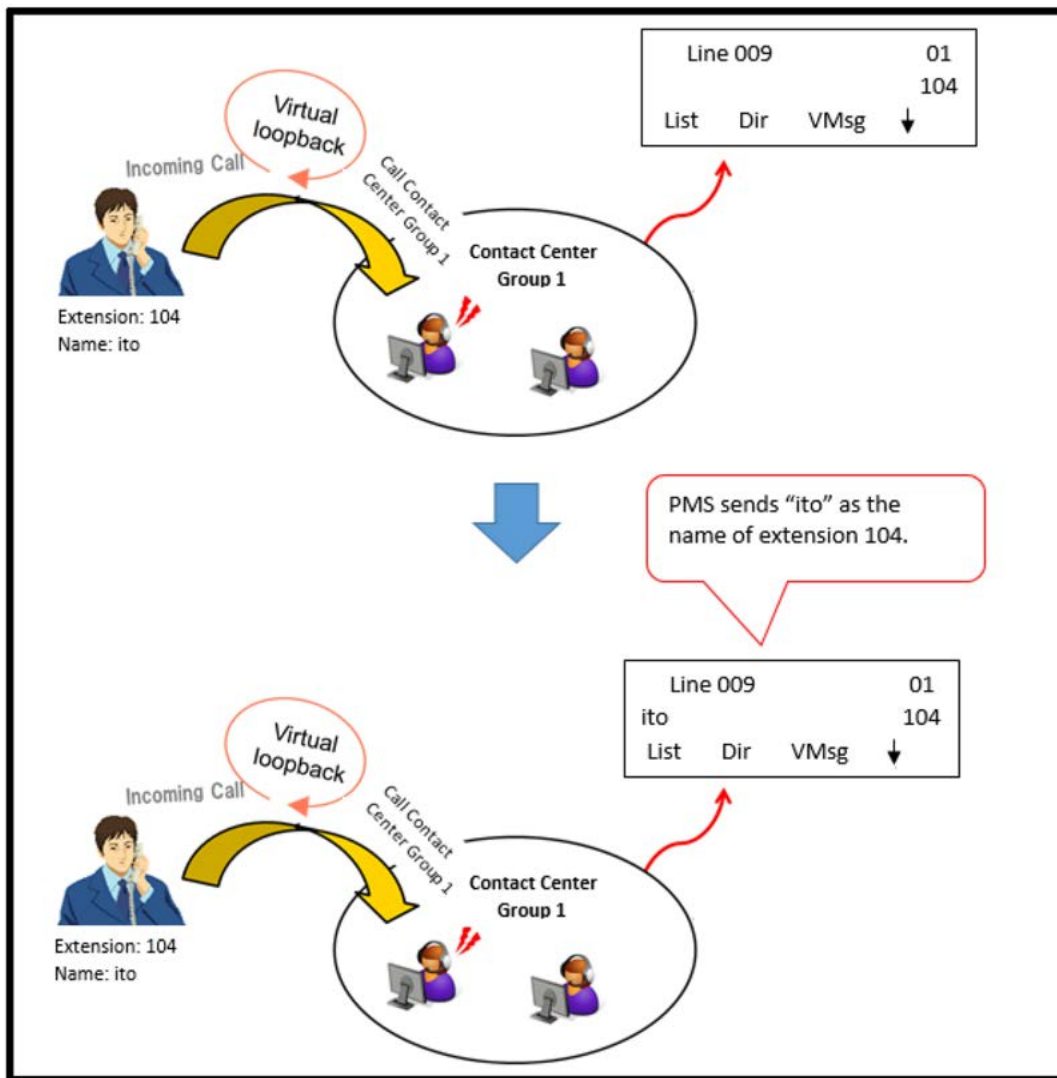 Line 009 01
104
List Dir VMsg ↓
Virtual
loopback
Incoming Call
Call Contact
Center Group 1
Contact Center
Group 1
Extension: 104
Name: ito
PMS sends “ito” as the
name of extension 104.
Line 009 01
ito 104
List Dir VMsg ↓
Virtual
loopback
Incoming Call
Call Contact
Center Group 1
Contact Center
Group 1
Extension: 104
Name: ito